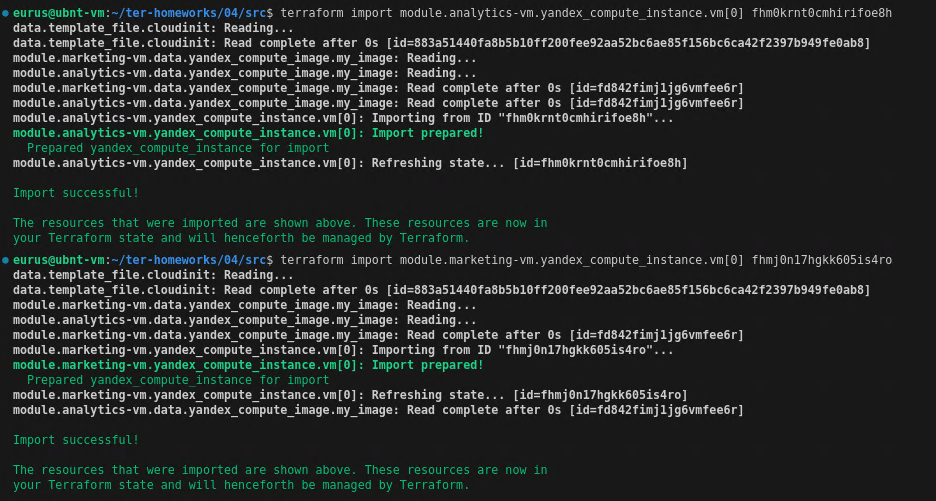 eurus@ubnt-vm:~/ter-homeworks/04/src$ terraform import module.analytics-vm.yandex_compute_instance.vm[0] fhm0krnt0cmhirifoe8h
data.template_file.cloudinit: Reading...
data.template_file.cloudinit: Read complete after 0s [id=883a51440fa8b5b10ff200fee92aa52bc6ae85f156bc6ca42f2397b949fe0ab8]
module.marketing-vm.data.yandex_compute_image.my_image: Reading...
module.analytics-vm.data.yandex_compute_image.my_image: Reading...
module.marketing-vm.data.yandex_compute_image.my_image: Read complete after 0s [id=fd842fimj1jg6vmfee6r]
module.analytics-vm.data.yandex_compute_image.my_image: Read complete after 0s [id=fd842fimj1jg6vmfee6r]
module.analytics-vm.yandex_compute_instance.vm[0]: Importing from ID "fhm0krnt0cmhirifoe8h"...
module.analytics-vm.yandex_compute_instance.vm[0]: Import prepared!
  Prepared yandex_compute_instance for import
module.analytics-vm.yandex_compute_instance.vm[0]: Refreshing state... [id=fhm0krnt0cmhirifoe8h]
Import successful!
The resources that were imported are shown above. These resources are now in
your Terraform state and will henceforth be managed by Terraform.
eurus@ubnt-vm:~/ter-homeworks/04/src$ terraform import module.marketing-vm.yandex_compute_instance.vm[0] fhmj0n17hgkk605is4ro
data.template_file.cloudinit: Reading...
data.template_file.cloudinit: Read complete after 0s [id=883a51440fa8b5b10ff200fee92aa52bc6ae85f156bc6ca42f2397b949fe0ab8]
module.marketing-vm.data.yandex_compute_image.my_image: Reading...
module.analytics-vm.data.yandex_compute_image.my_image: Reading...
module.marketing-vm.data.yandex_compute_image.my_image: Read complete after 0s [id=fd842fimj1jg6vmfee6r]
module.marketing-vm.yandex_compute_instance.vm[0]: Importing from ID "fhmj0n17hgkk605is4ro"...
module.marketing-vm.yandex_compute_instance.vm[0]: Import prepared!
  Prepared yandex_compute_instance for import
module.marketing-vm.yandex_compute_instance.vm[0]: Refreshing state... [id=fhmj0n17hgkk605is4ro]
module.analytics-vm.data.yandex_compute_image.my_image: Read complete after 0s [id=fd842fimj1jg6vmfee6r]
Import successful!
The resources that were imported are shown above. These resources are now in
your Terraform state and will henceforth be managed by Terraform.